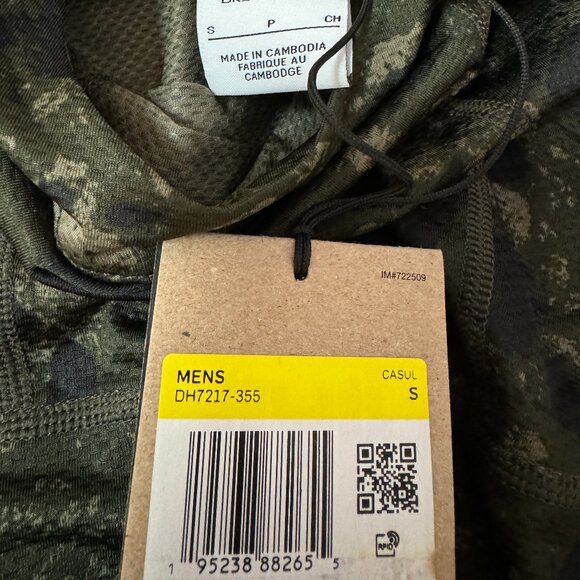 S P CH
MADE IN CAMBODIA
FABRIQUE AU
CAMBODGE
IM#722509
MENS CASUL
DH7217-355 S
1 95238 88265 5
RFID